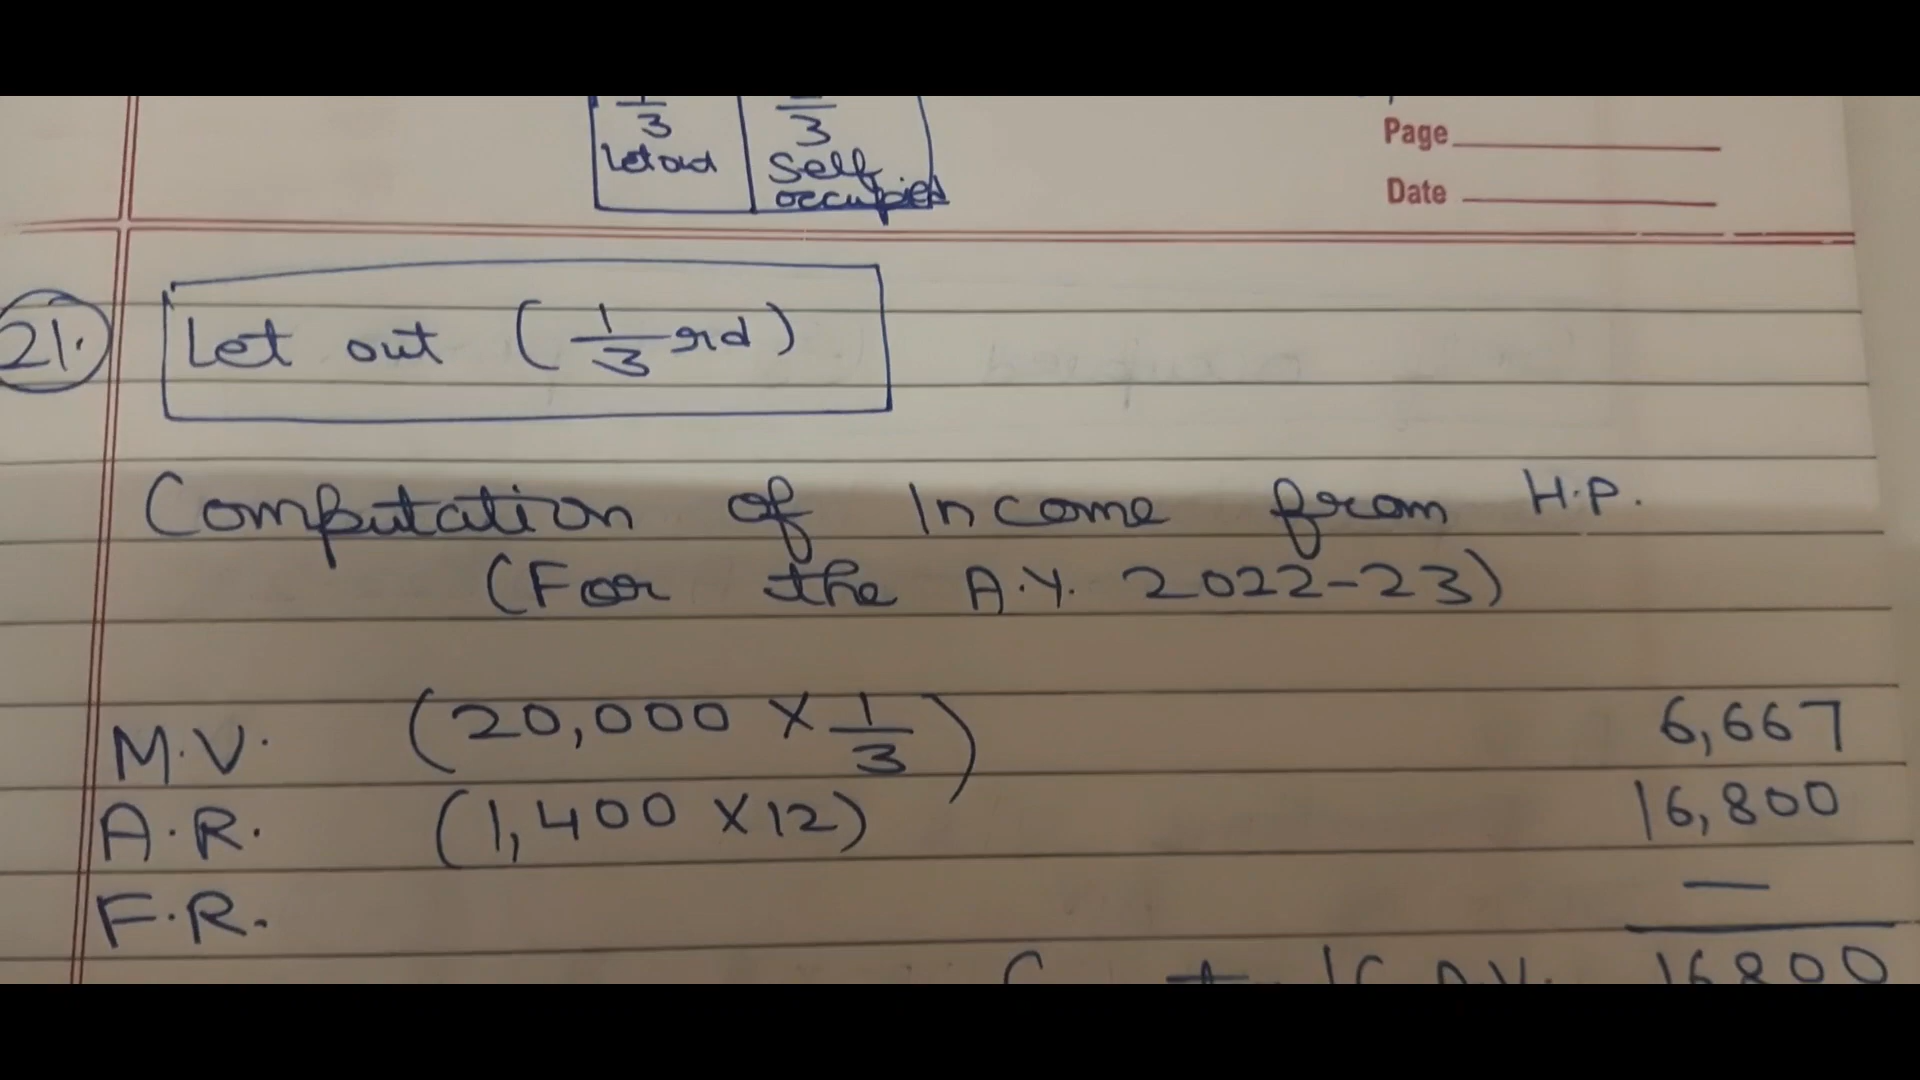 1/3 3
Let out Self
occupied
Page
Date
21. Let out (1/3 rd)
Computation of Income from H.P.
(For the A.Y. 2022-23)
M.V. (20,000 × 1/3) 6,667
A.R. (1,400 × 12) 16,800
F.R. —
16800